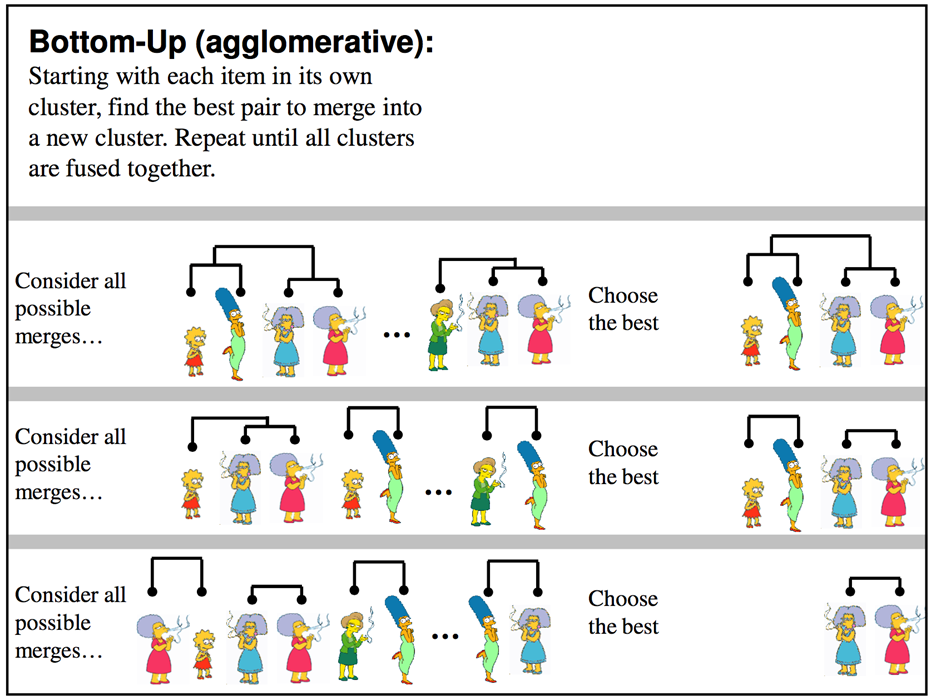 Bottom-Up (agglomerative):
Starting with each item in its own
cluster, find the best pair to merge into
a new cluster. Repeat until all clusters
are fused together.
Consider all
possible
merges…
…
Choose
the best
Consider all
possible
merges…
…
Choose
the best
Consider all
possible
merges…
…
Choose
the best